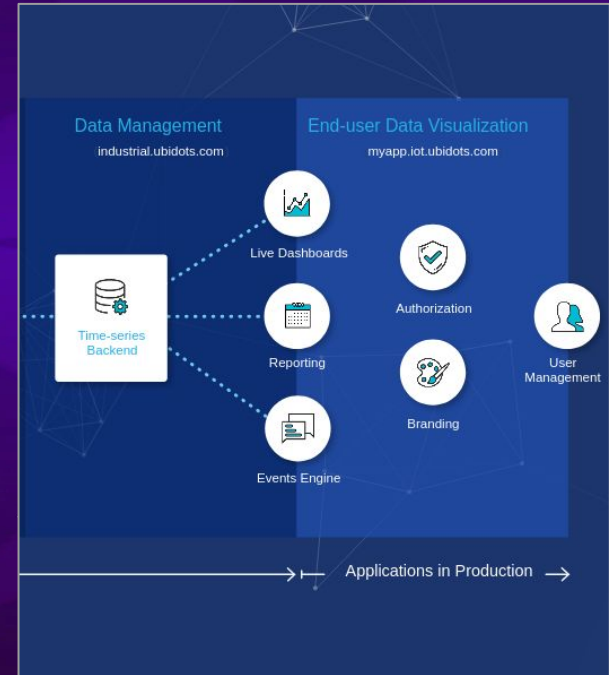 Data Management
(industrial.ubidots.com)
End-user Data Visualization
myapp.iot.ubidots.com
Live Dashboards
Time-series
Backend
Reporting
Events Engine
Authorization
Branding
User
Management
Applications in Production